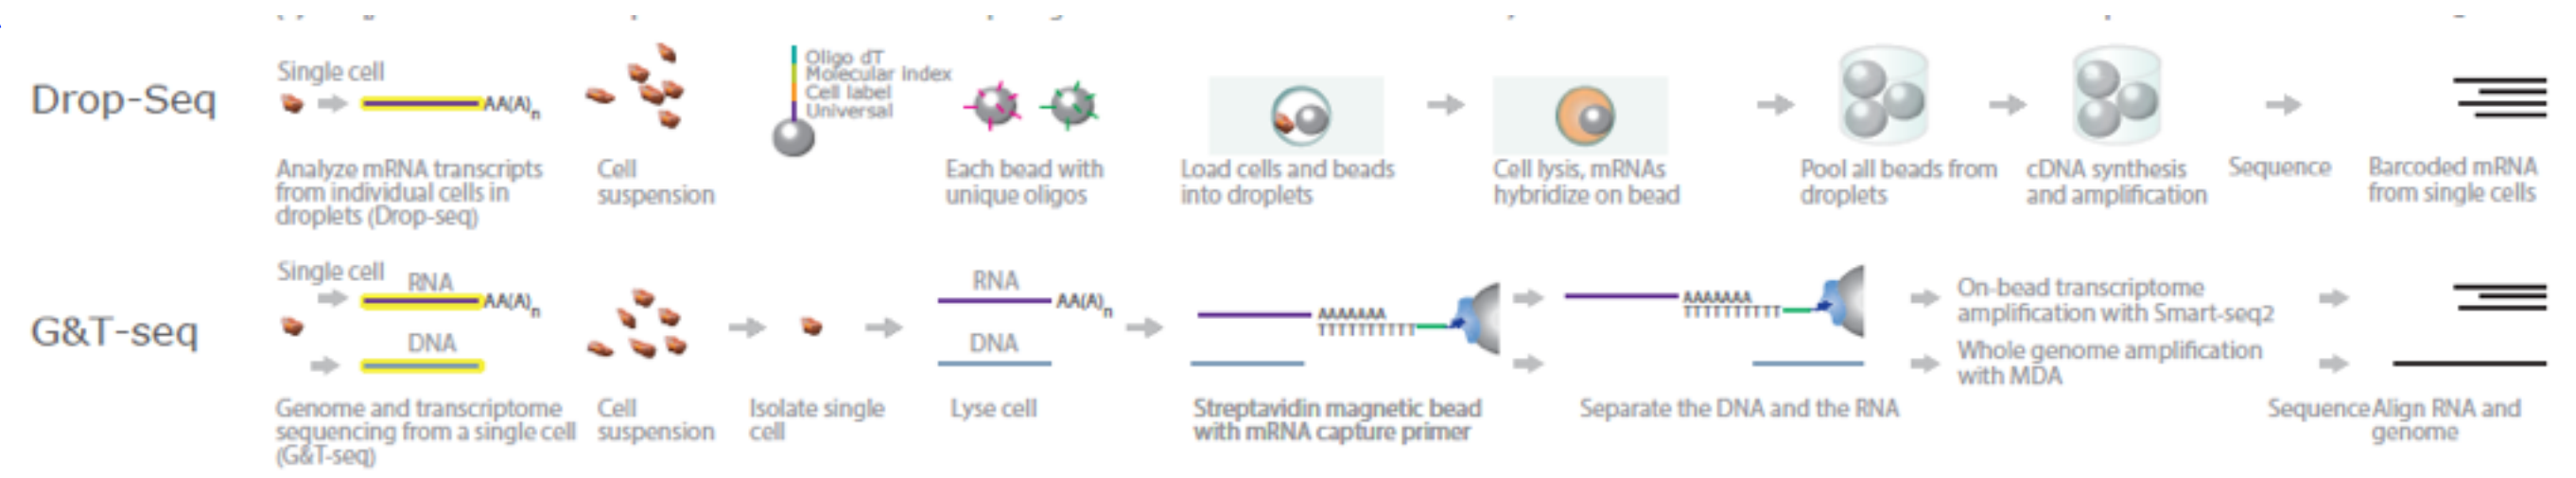 Drop-Seq
Single cell
AA(A)n
Analyze mRNA transcripts
from individual cells in
droplets (Drop-seq)
Cell
suspension
Oligo dT
Molecular Index
Cell label
Universal
Each bead with
unique oligos
Load cells and beads
into droplets
Cell lysis, mRNAs
hybridize on bead
Pool all beads from
droplets
cDNA synthesis
and amplification
Sequence
Barcoded mRNA
from single cells
G&T-seq
Single cell
RNA
AA(A)n
DNA
Genome and transcriptome
sequencing from a single cell
(G&T-seq)
Cell
suspension
Isolate single
cell
RNA
AA(A)n
DNA
Lyse cell
AAAAAAA
TTTTTTTTTT
Streptavidin magnetic bead
with mRNA capture primer
AAAAAAA
TTTTTTTTTT
Separate the DNA and the RNA
On-bead transcriptome
amplification with Smart-seq2
Whole genome amplification
with MDA
Sequence
Align RNA and
genome